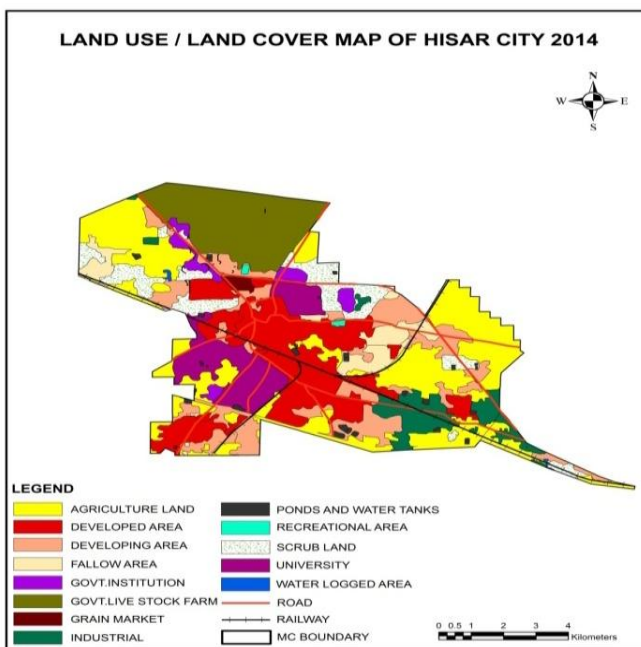 LAND USE / LAND COVER MAP OF HISAR CITY 2014
N
W E
S
LEGEND
AGRICULTURE LAND
DEVELOPED AREA
DEVELOPING AREA
FALLOW AREA
GOVT.INSTITUTION
GOVT.LIVE STOCK FARM
GRAIN MARKET
INDUSTRIAL
PONDS AND WATER TANKS
RECREATIONAL AREA
SCRUB LAND
UNIVERSITY
WATER LOGGED AREA
ROAD
RAILWAY
MC BOUNDARY
0 0.5 1 2 3 4
Kilometers